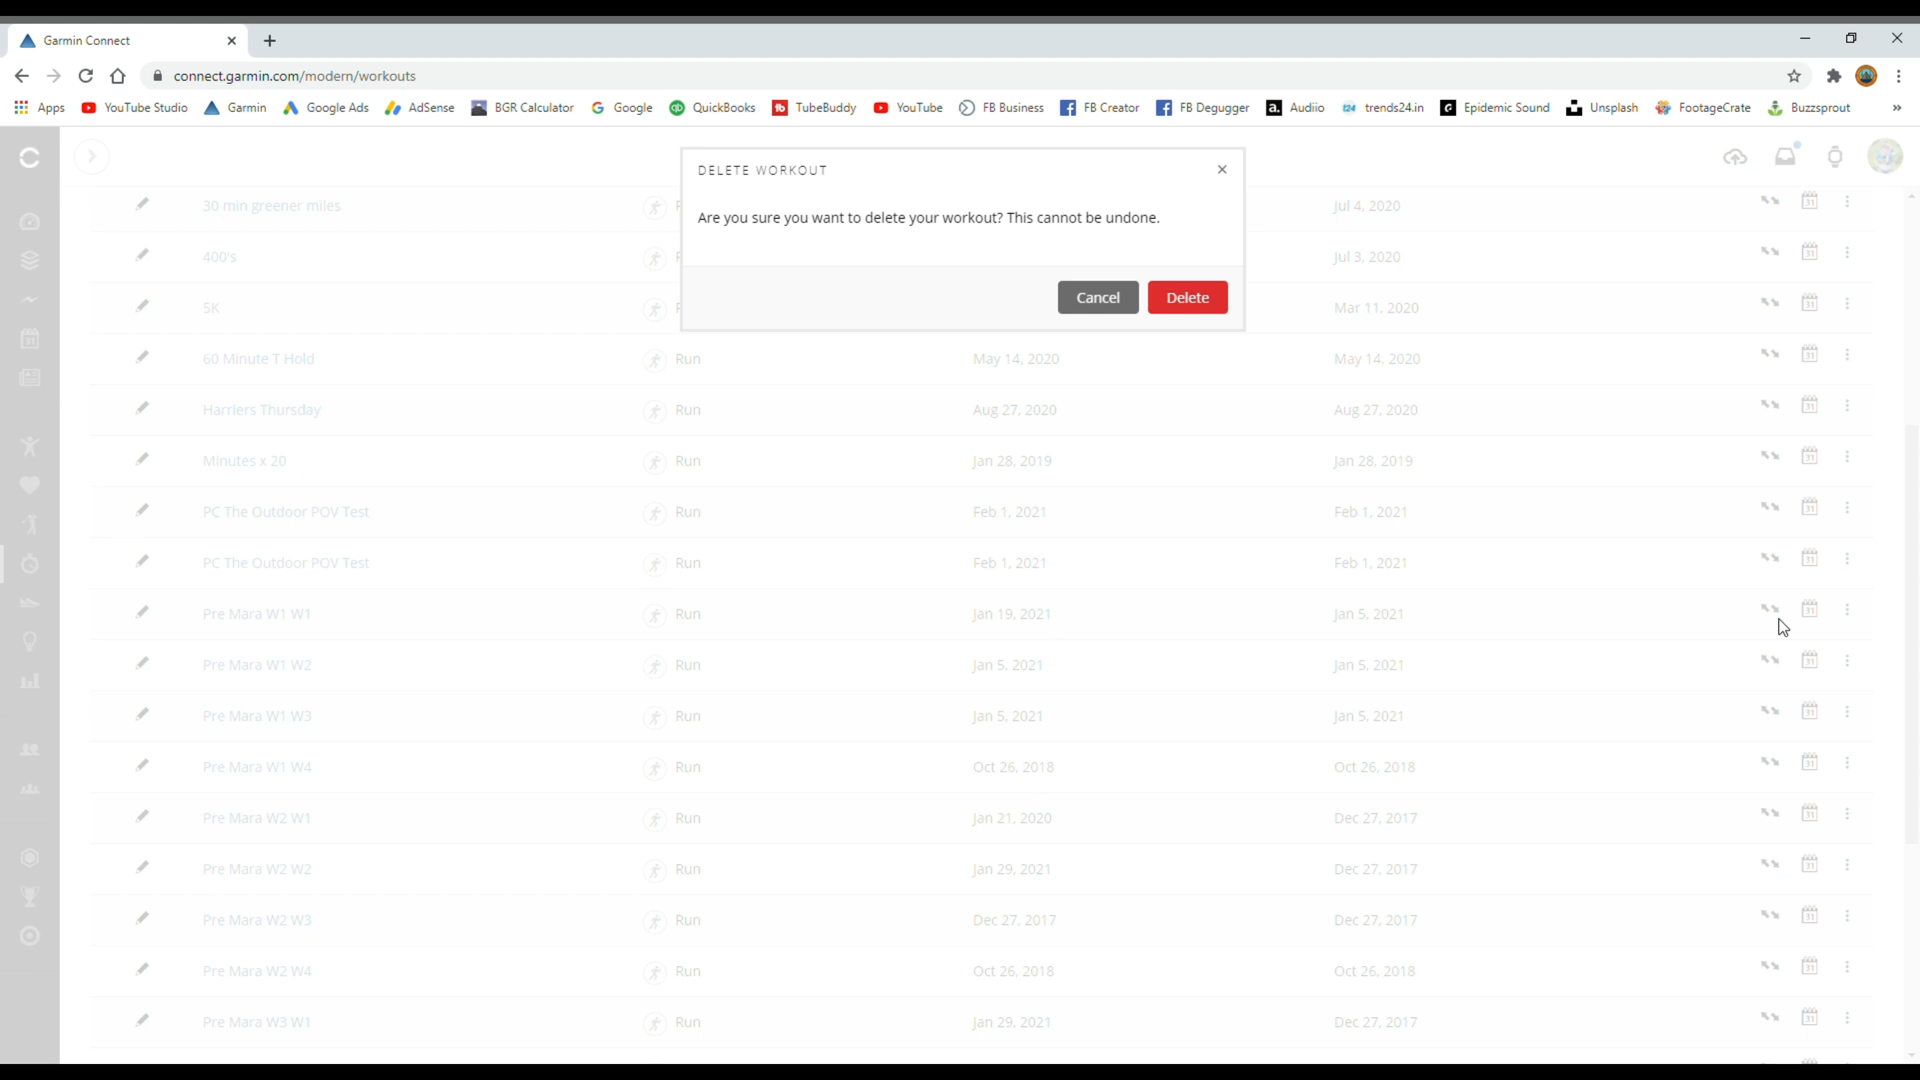 Garmin Connect
connect.garmin.com/modern/workouts
Apps YouTube Studio Garmin Google Ads AdSense BGR Calculator Google QuickBooks TubeBuddy YouTube FB Business FB Creator FB Degugger Audiio trends24.in Epidemic Sound Unsplash FootageCrate Buzzsprout »
DELETE WORKOUT
Are you sure you want to delete your workout? This cannot be undone.
Cancel Delete
30 min greener miles Jul 4, 2020
400's Jul 3, 2020
5K Mar 11, 2020
60 Minute T Hold Run May 14, 2020 May 14, 2020
Harriers Thursday Run Aug 27, 2020 Aug 27, 2020
Minutes x 20 Run Jan 28, 2019 Jan 28, 2019
PC The Outdoor POV Test Run Feb 1, 2021 Feb 1, 2021
PC The Outdoor POV Test Run Feb 1, 2021 Feb 1, 2021
Pre Mara W1 W1 Run Jan 19, 2021 Jan 5, 2021
Pre Mara W1 W2 Run Jan 5, 2021 Jan 5, 2021
Pre Mara W1 W3 Run Jan 5, 2021 Jan 5, 2021
Pre Mara W1 W4 Run Oct 26, 2018 Oct 26, 2018
Pre Mara W2 W1 Run Jan 21, 2020 Dec 27, 2017
Pre Mara W2 W2 Run Jan 29, 2021 Dec 27, 2017
Pre Mara W2 W3 Run Dec 27, 2017 Dec 27, 2017
Pre Mara W2 W4 Run Oct 26, 2018 Oct 26, 2018
Pre Mara W3 W1 Run Jan 29, 2021 Dec 27, 2017